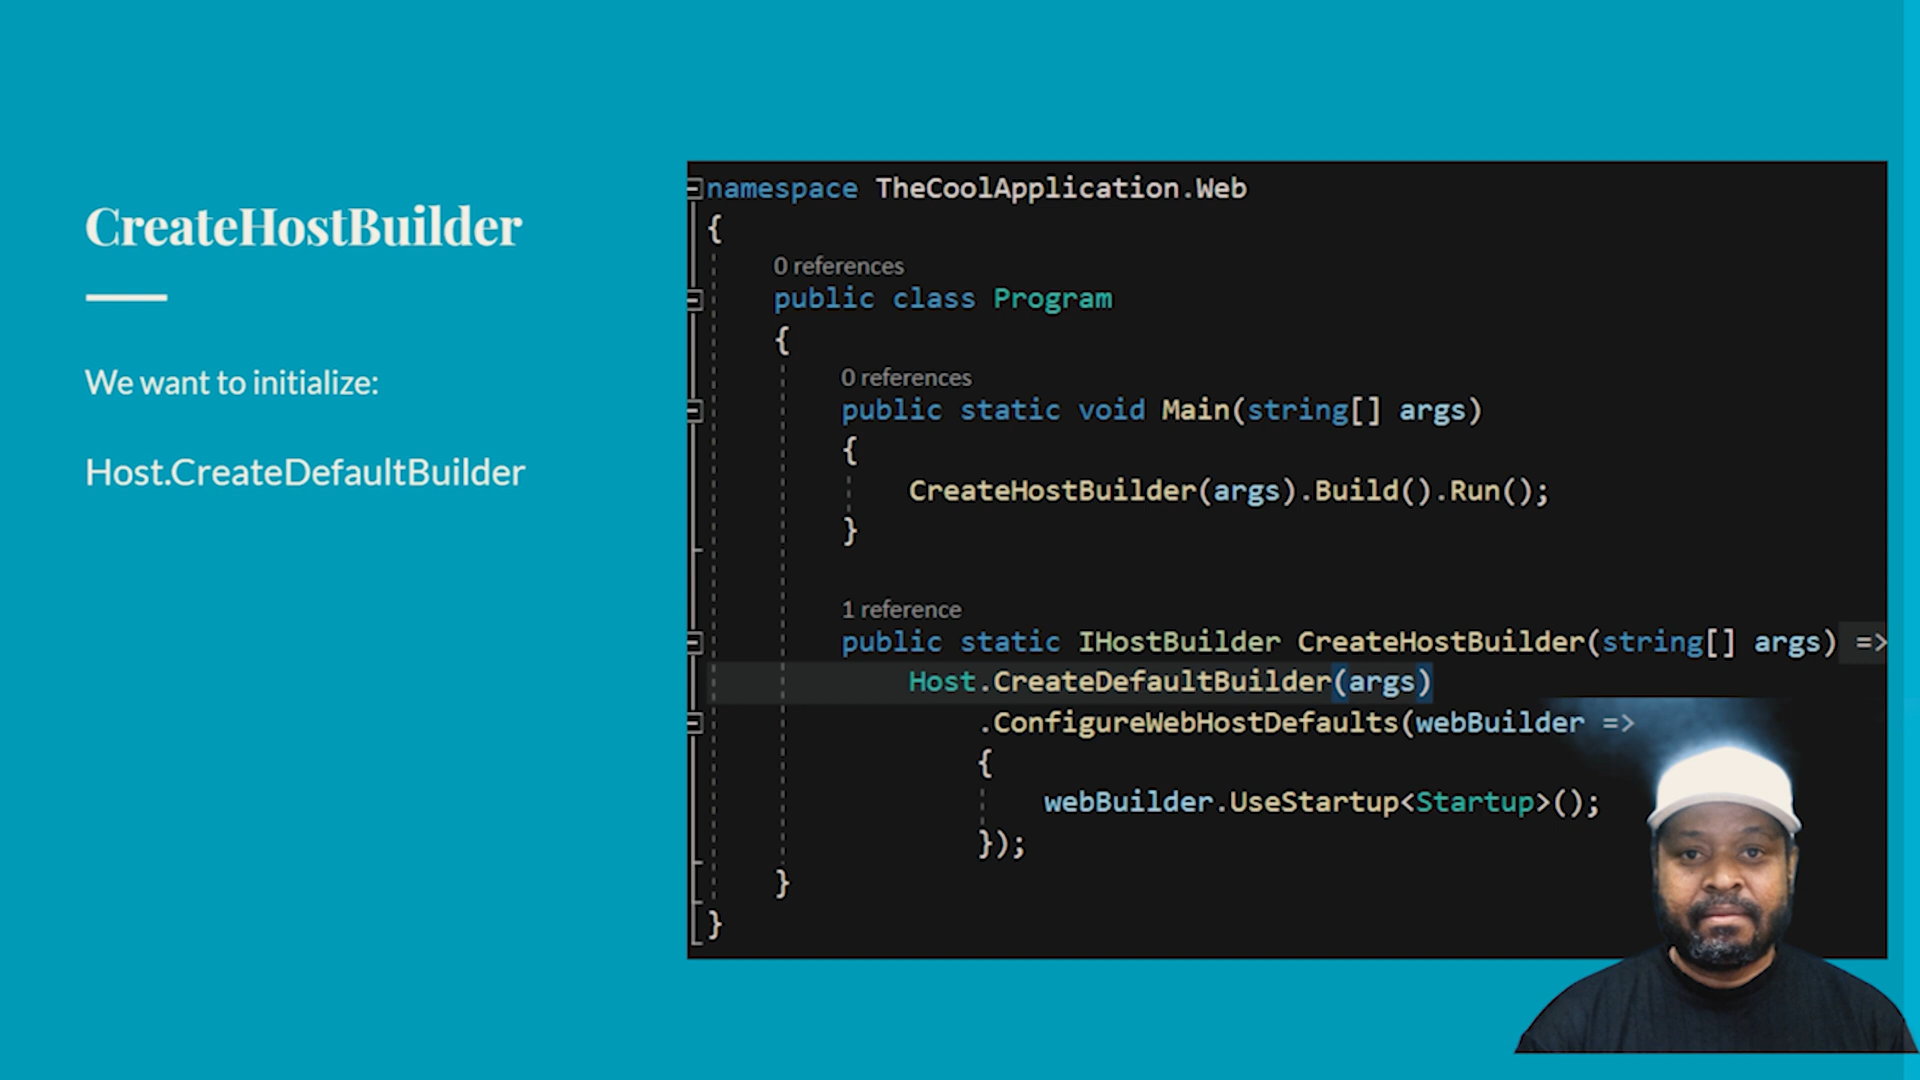 CreateHostBuilder
We want to initialize:
Host.CreateDefaultBuilder
namespace TheCoolApplication.Web
{
0 references
public class Program
{
0 references
public static void Main(string[] args)
{
CreateHostBuilder(args).Build().Run();
}
1 reference
public static IHostBuilder CreateHostBuilder(string[] args) =>
Host.CreateDefaultBuilder(args)
.ConfigureWebHostDefaults(webBuilder =>
{
webBuilder.UseStartup<Startup>();
});
}
}